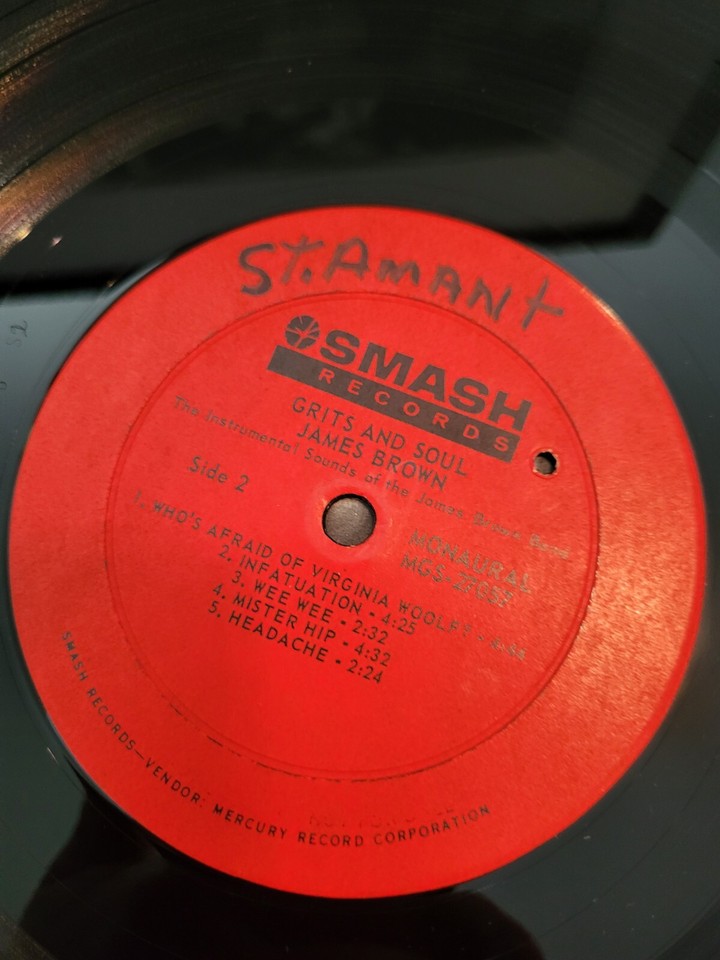 ST. AMANT
SMASH
RECORDS
GRITS AND SOUL
JAMES BROWN
The Instrumental Sounds of the James Brown Band
Side 2
MONAURAL
MGS-27057
1. WHO'S AFRAID OF VIRGINIA WOOLF? -
2. INFATUATION - 4:25
3. WEE WEE - 2:32
4. MISTER HIP - 4:32
5. HEADACHE - 2:24
SMASH RECORDS—VENDOR: MERCURY RECORD CORPORATION